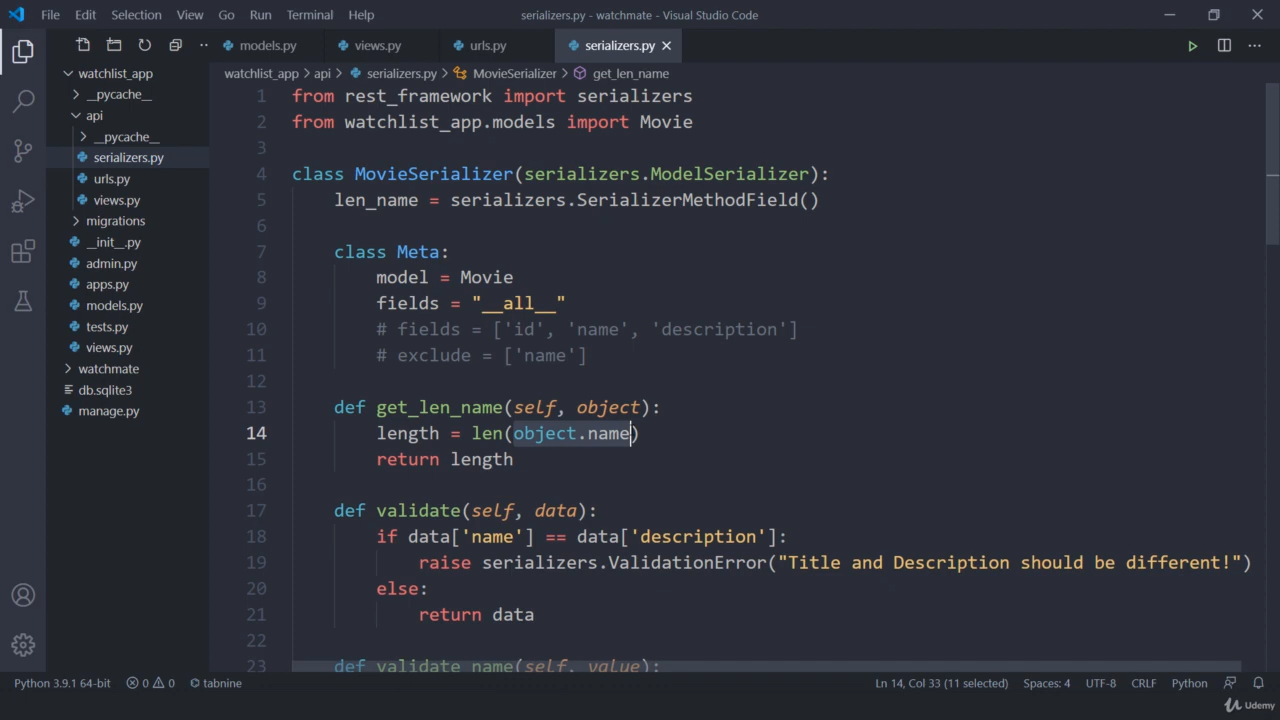 File Edit Selection View Go Run Terminal Help serializers.py - watchmate - Visual Studio Code
models.py views.py urls.py serializers.py
watchlist_app > api > serializers.py > MovieSerializer > get_len_name
watchlist_app
__pycache__
api
__pycache__
serializers.py
urls.py
views.py
migrations
__init__.py
admin.py
apps.py
models.py
tests.py
views.py
watchmate
db.sqlite3
manage.py
1 from rest_framework import serializers
2 from watchlist_app.models import Movie
3
4 class MovieSerializer(serializers.ModelSerializer):
5     len_name = serializers.SerializerMethodField()
6
7     class Meta:
8         model = Movie
9         fields = "__all__"
10         # fields = ['id', 'name', 'description']
11         # exclude = ['name']
12
13     def get_len_name(self, object):
14         length = len(object.name)
15         return length
16
17     def validate(self, data):
18         if data['name'] == data['description']:
19             raise serializers.ValidationError("Title and Description should be different!")
20         else:
21             return data
22
23     def validate_name(self, value):
Python 3.9.1 64-bit 0 0 tabnine Ln 14, Col 33 (11 selected) Spaces: 4 UTF-8 CRLF Python
Udemy